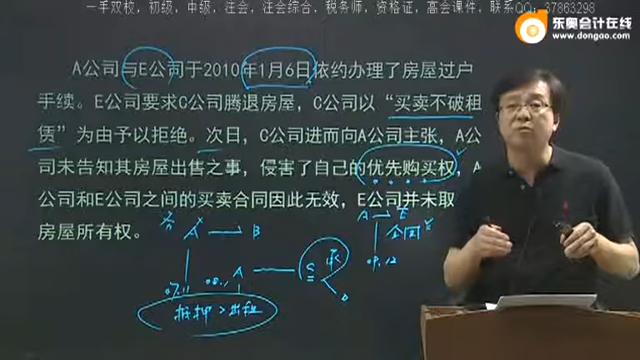 一手双校，初级，中级，注会，注会综合，税务师，资格证，高会课件，联系QQ：37863298
东奥会计在线
www.dongao.com
A公司与E公司于2010年1月6日依约办理了房屋过户
手续。E公司要求C公司腾退房屋，C公司以“买卖不破租
赁”为由予以拒绝。次日，C公司进而向A公司主张，A公
司未告知其房屋出售之事，侵害了自己的优先购买权，A
公司和E公司之间的买卖合同因此无效，E公司并未取
房屋所有权。
A E
A B
合同
A
09.12
抵押 > 出租